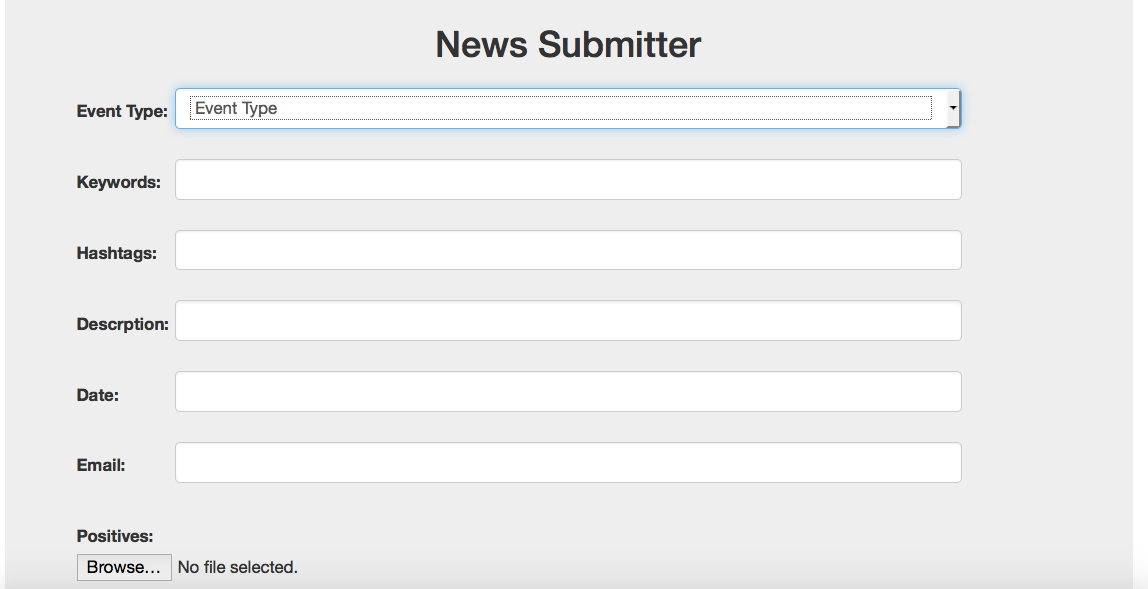 News Submitter
Event Type: Event Type
Keywords:
Hashtags:
Descrption:
Date:
Email:
Positives:
Browse... No file selected.